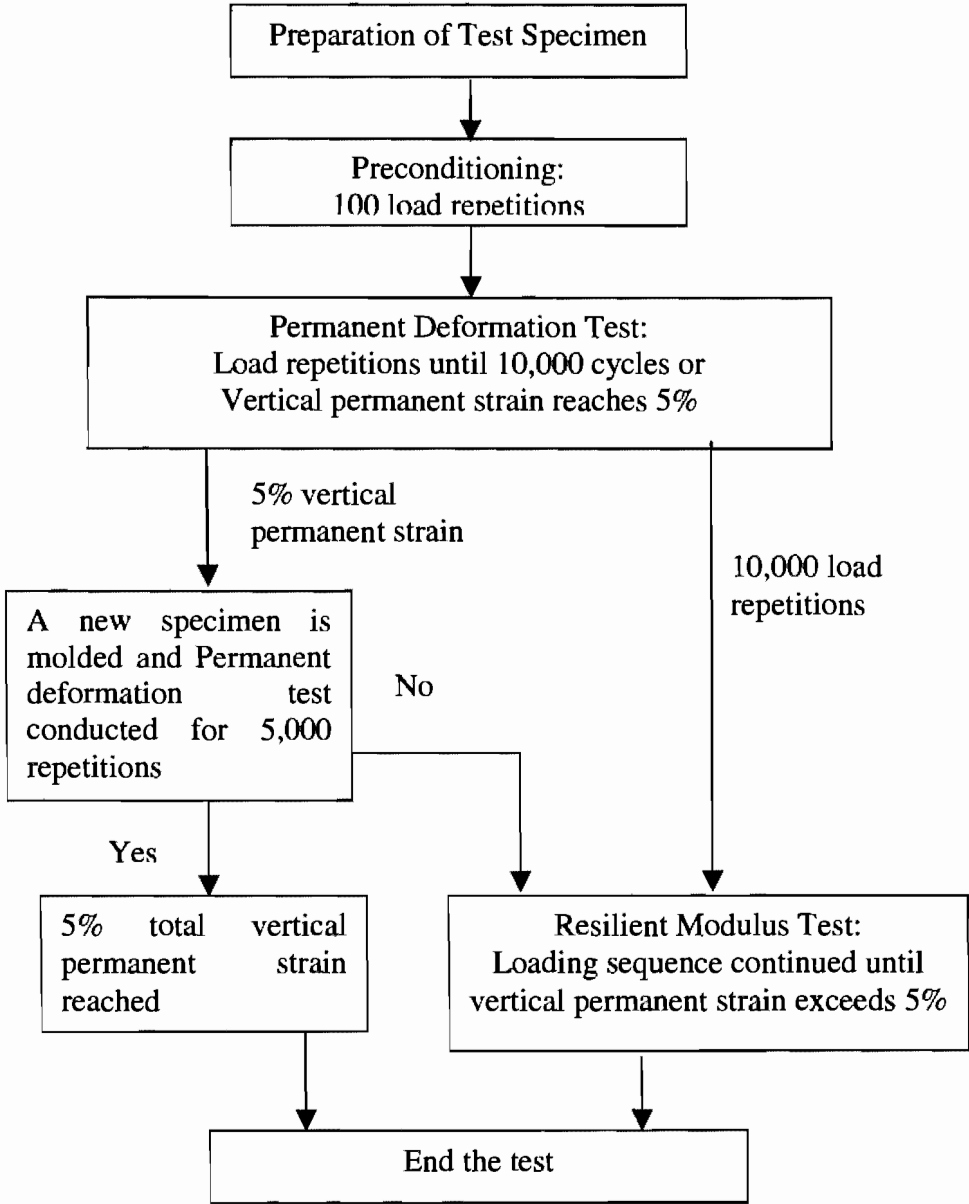 Preparation of Test Specimen
Preconditioning:
100 load repetitions
Permanent Deformation Test:
Load repetitions until 10,000 cycles or
Vertical permanent strain reaches 5%
5% vertical
permanent strain
10,000 load
repetitions
A new specimen is
molded and Permanent
deformation test
conducted for 5,000
repetitions
No
Yes
5% total vertical
permanent strain
reached
Resilient Modulus Test:
Loading sequence continued until
vertical permanent strain exceeds 5%
End the test